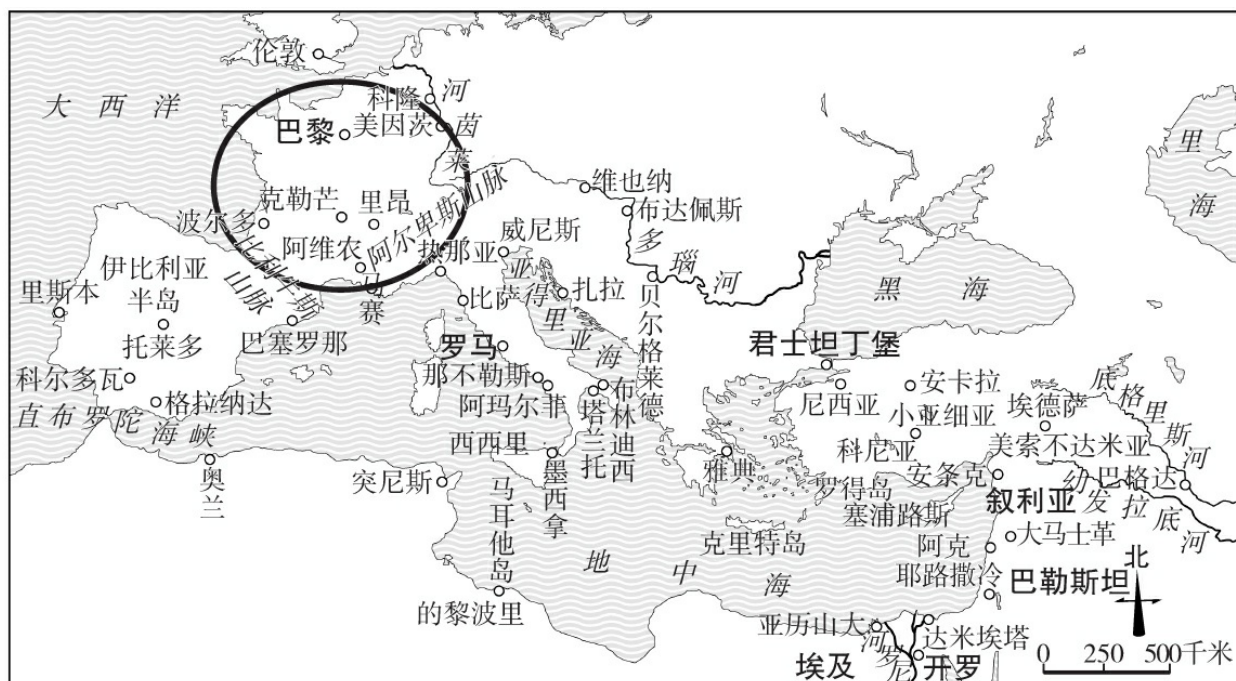 伦敦
大西洋
科隆
莱茵河
巴黎
美因茨
克勒芒
里昂
波尔多
阿维农
阿尔卑斯山脉
维也纳
布达佩斯
多瑙河
里海
威尼斯
热那亚
比利牛斯山脉
马赛
伊比利亚
半岛
里斯本
托莱多
巴塞罗那
比萨
亚得里亚海
扎拉
贝尔格莱德
黑海
罗马
君士坦丁堡
科尔多瓦
格拉纳达
直布罗陀海峡
那不勒斯
阿玛尔菲
塔兰托
布林迪西
尼西亚
安卡拉
小亚细亚
埃德萨
底格里斯河
西西里
科尼亚
美索不达米亚
奥兰
突尼斯
墨西拿
雅典
安条克
巴格达
幼发拉底河
马耳他岛
罗得岛
塞浦路斯
叙利亚
克里特岛
大马士革
阿克
地中海
耶路撒冷
巴勒斯坦
北
的黎波里
亚历山大
尼罗河
达米埃塔
埃及
开罗
0 250 500千米